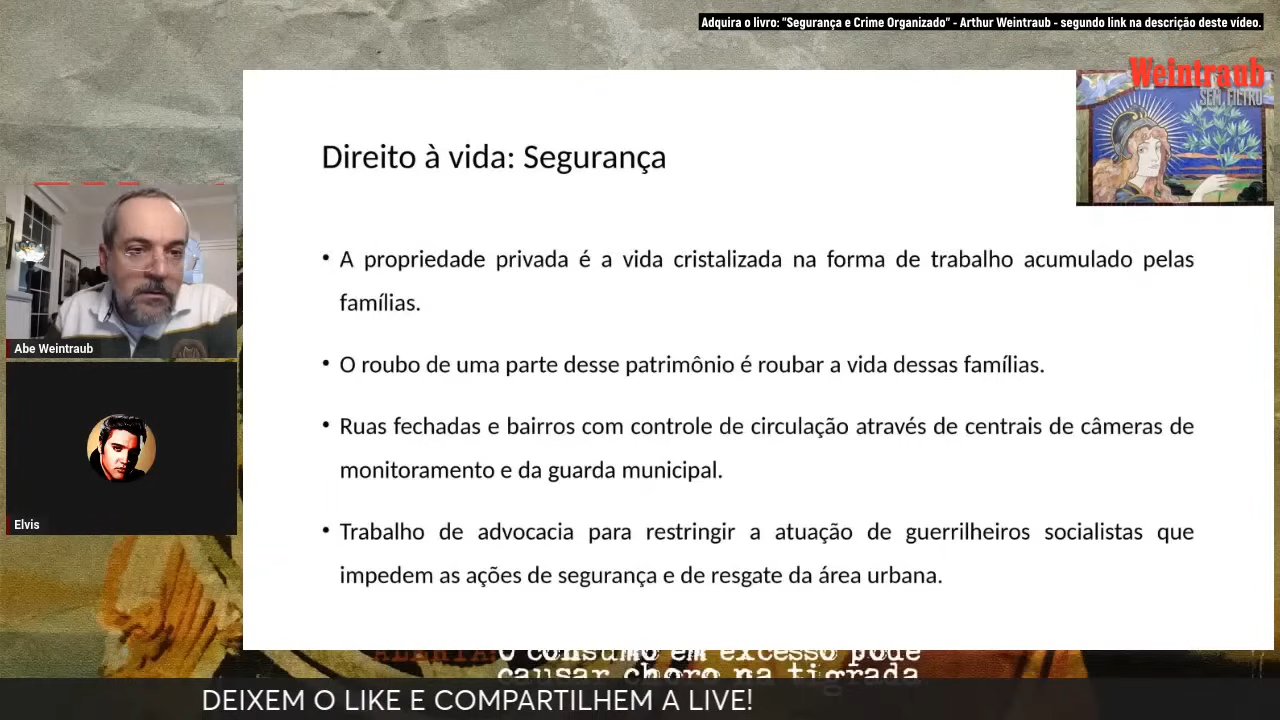 Adquira o livro: "Segurança e Crime Organizado" - Arthur Weintraub - segundo link na descrição deste vídeo.
Weintraub
SEM FILTRO
Direito à vida: Segurança
• A propriedade privada é a vida cristalizada na forma de trabalho acumulado pelas
famílias.
• O roubo de uma parte desse patrimônio é roubar a vida dessas famílias.
• Ruas fechadas e bairros com controle de circulação através de centrais de câmeras de
monitoramento e da guarda municipal.
• Trabalho de advocacia para restringir a atuação de guerrilheiros socialistas que
impedem as ações de segurança e de resgate da área urbana.
Abe Weintraub
Elvis
ALERTA: O consumo em excesso pode
causar choro na tigrada
DEIXEM O LIKE E COMPARTILHEM A LIVE!